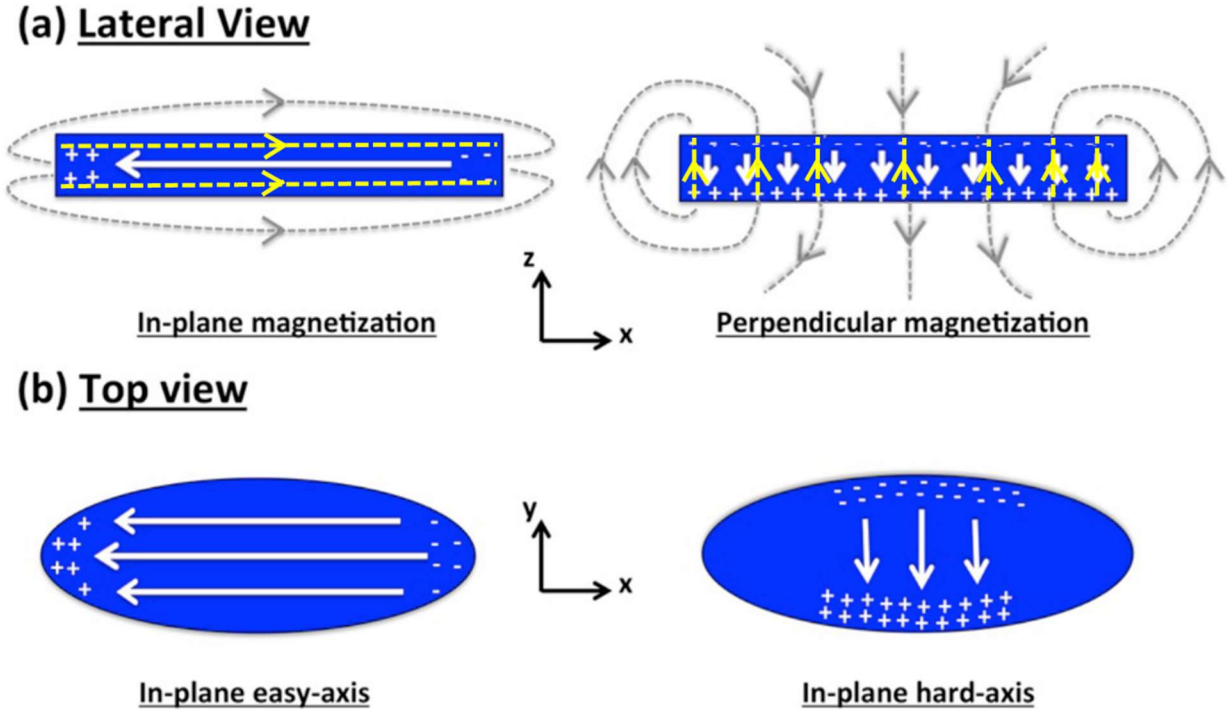 (a) Lateral View
z
x
In-plane magnetization
Perpendicular magnetization
(b) Top view
y
x
In-plane easy-axis
In-plane hard-axis